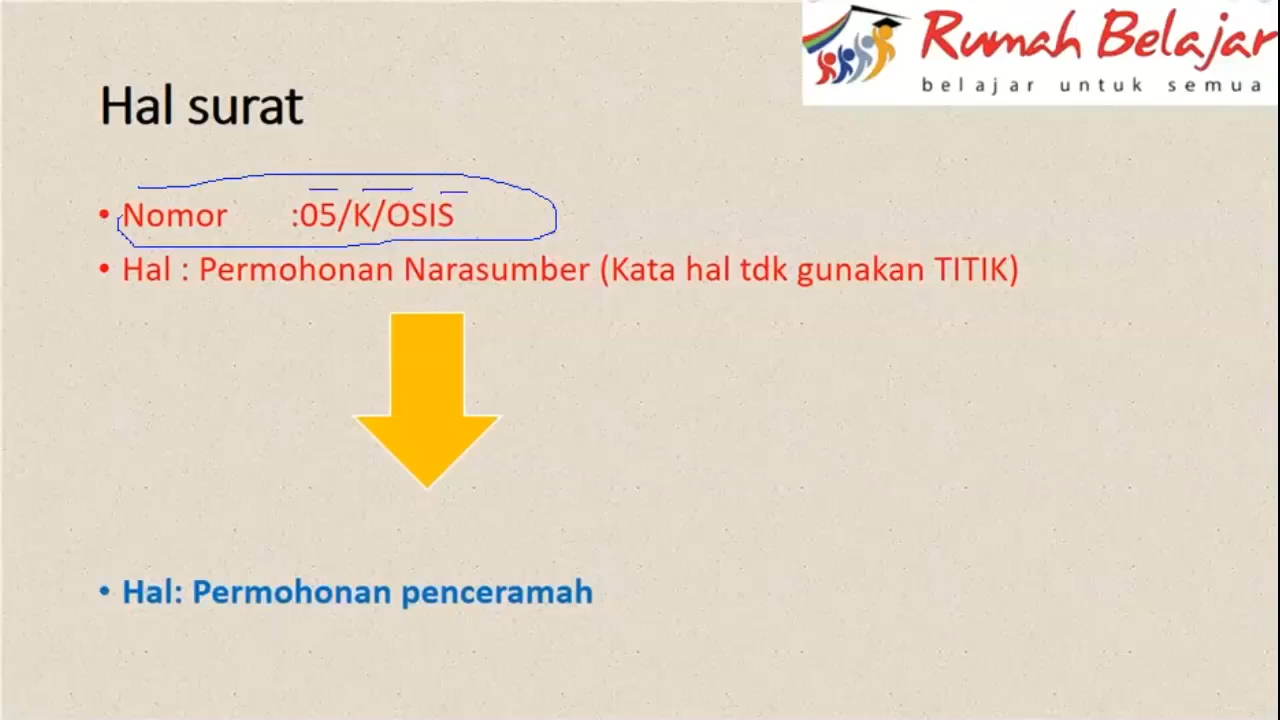 Rumah Belajar
belajar untuk semua
Hal surat
• Nomor :05/K/OSIS
• Hal : Permohonan Narasumber (Kata hal tdk gunakan TITIK)
• Hal: Permohonan penceramah